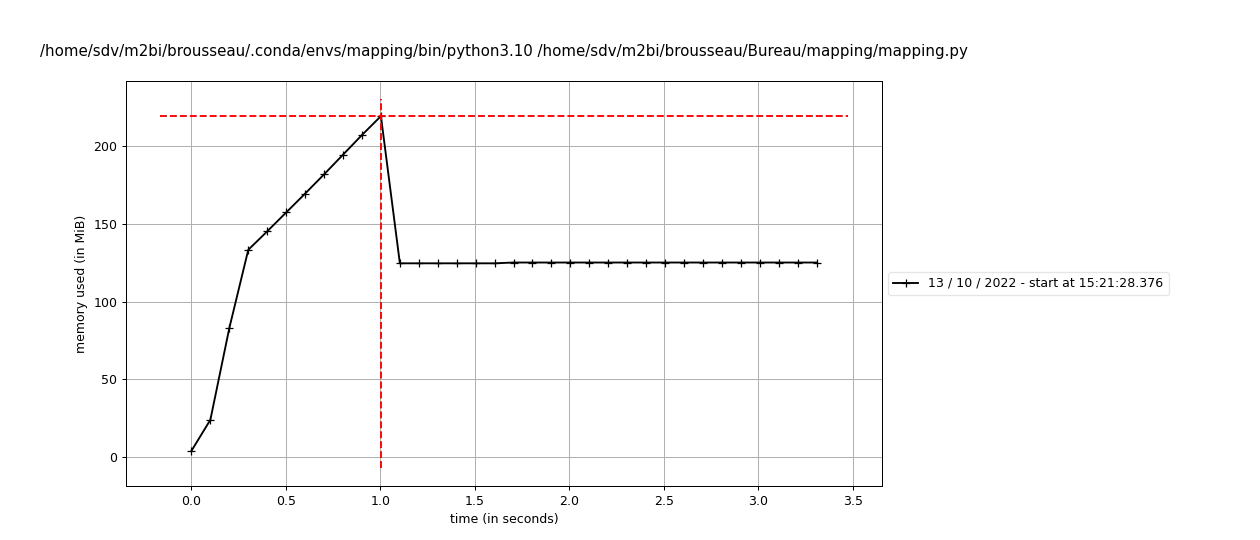 /home/sdv/m2bi/brousseau/.conda/envs/mapping/bin/python3.10 /home/sdv/m2bi/brousseau/Bureau/mapping/mapping.py
200
150
100
50
0
memory used (in MiB)
0.0 0.5 1.0 1.5 2.0 2.5 3.0 3.5
time (in seconds)
13 / 10 / 2022 - start at 15:21:28.376